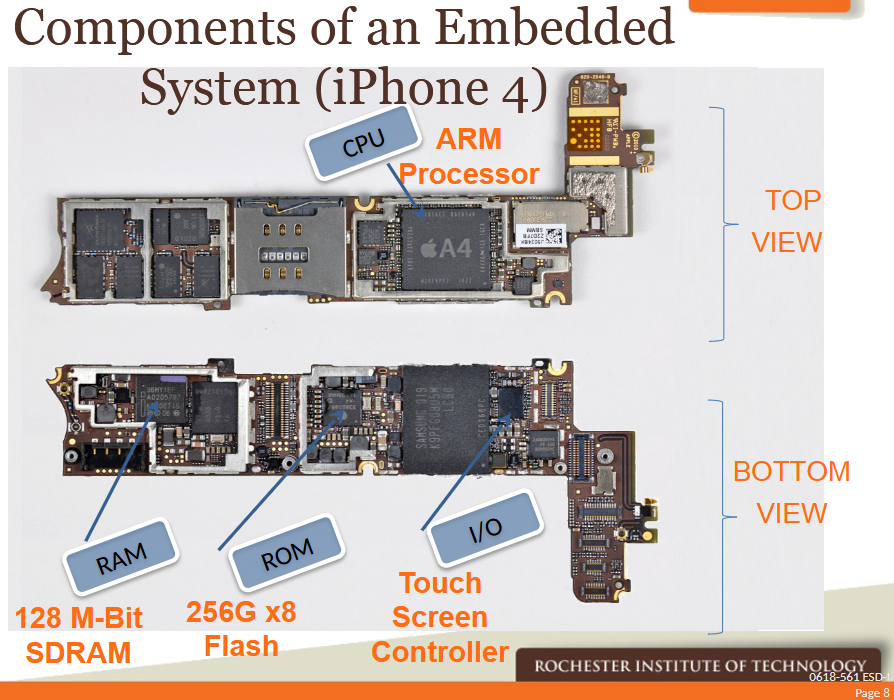 Components of an Embedded
System (iPhone 4)
CPU
ARM
Processor
A4
TOP
VIEW
BOTTOM
VIEW
RAM
ROM
I/O
128 M-Bit
SDRAM
256G x8
Flash
Touch
Screen
Controller
ROCHESTER INSTITUTE OF TECHNOLOGY
0618-561 ESD-I
Page 8